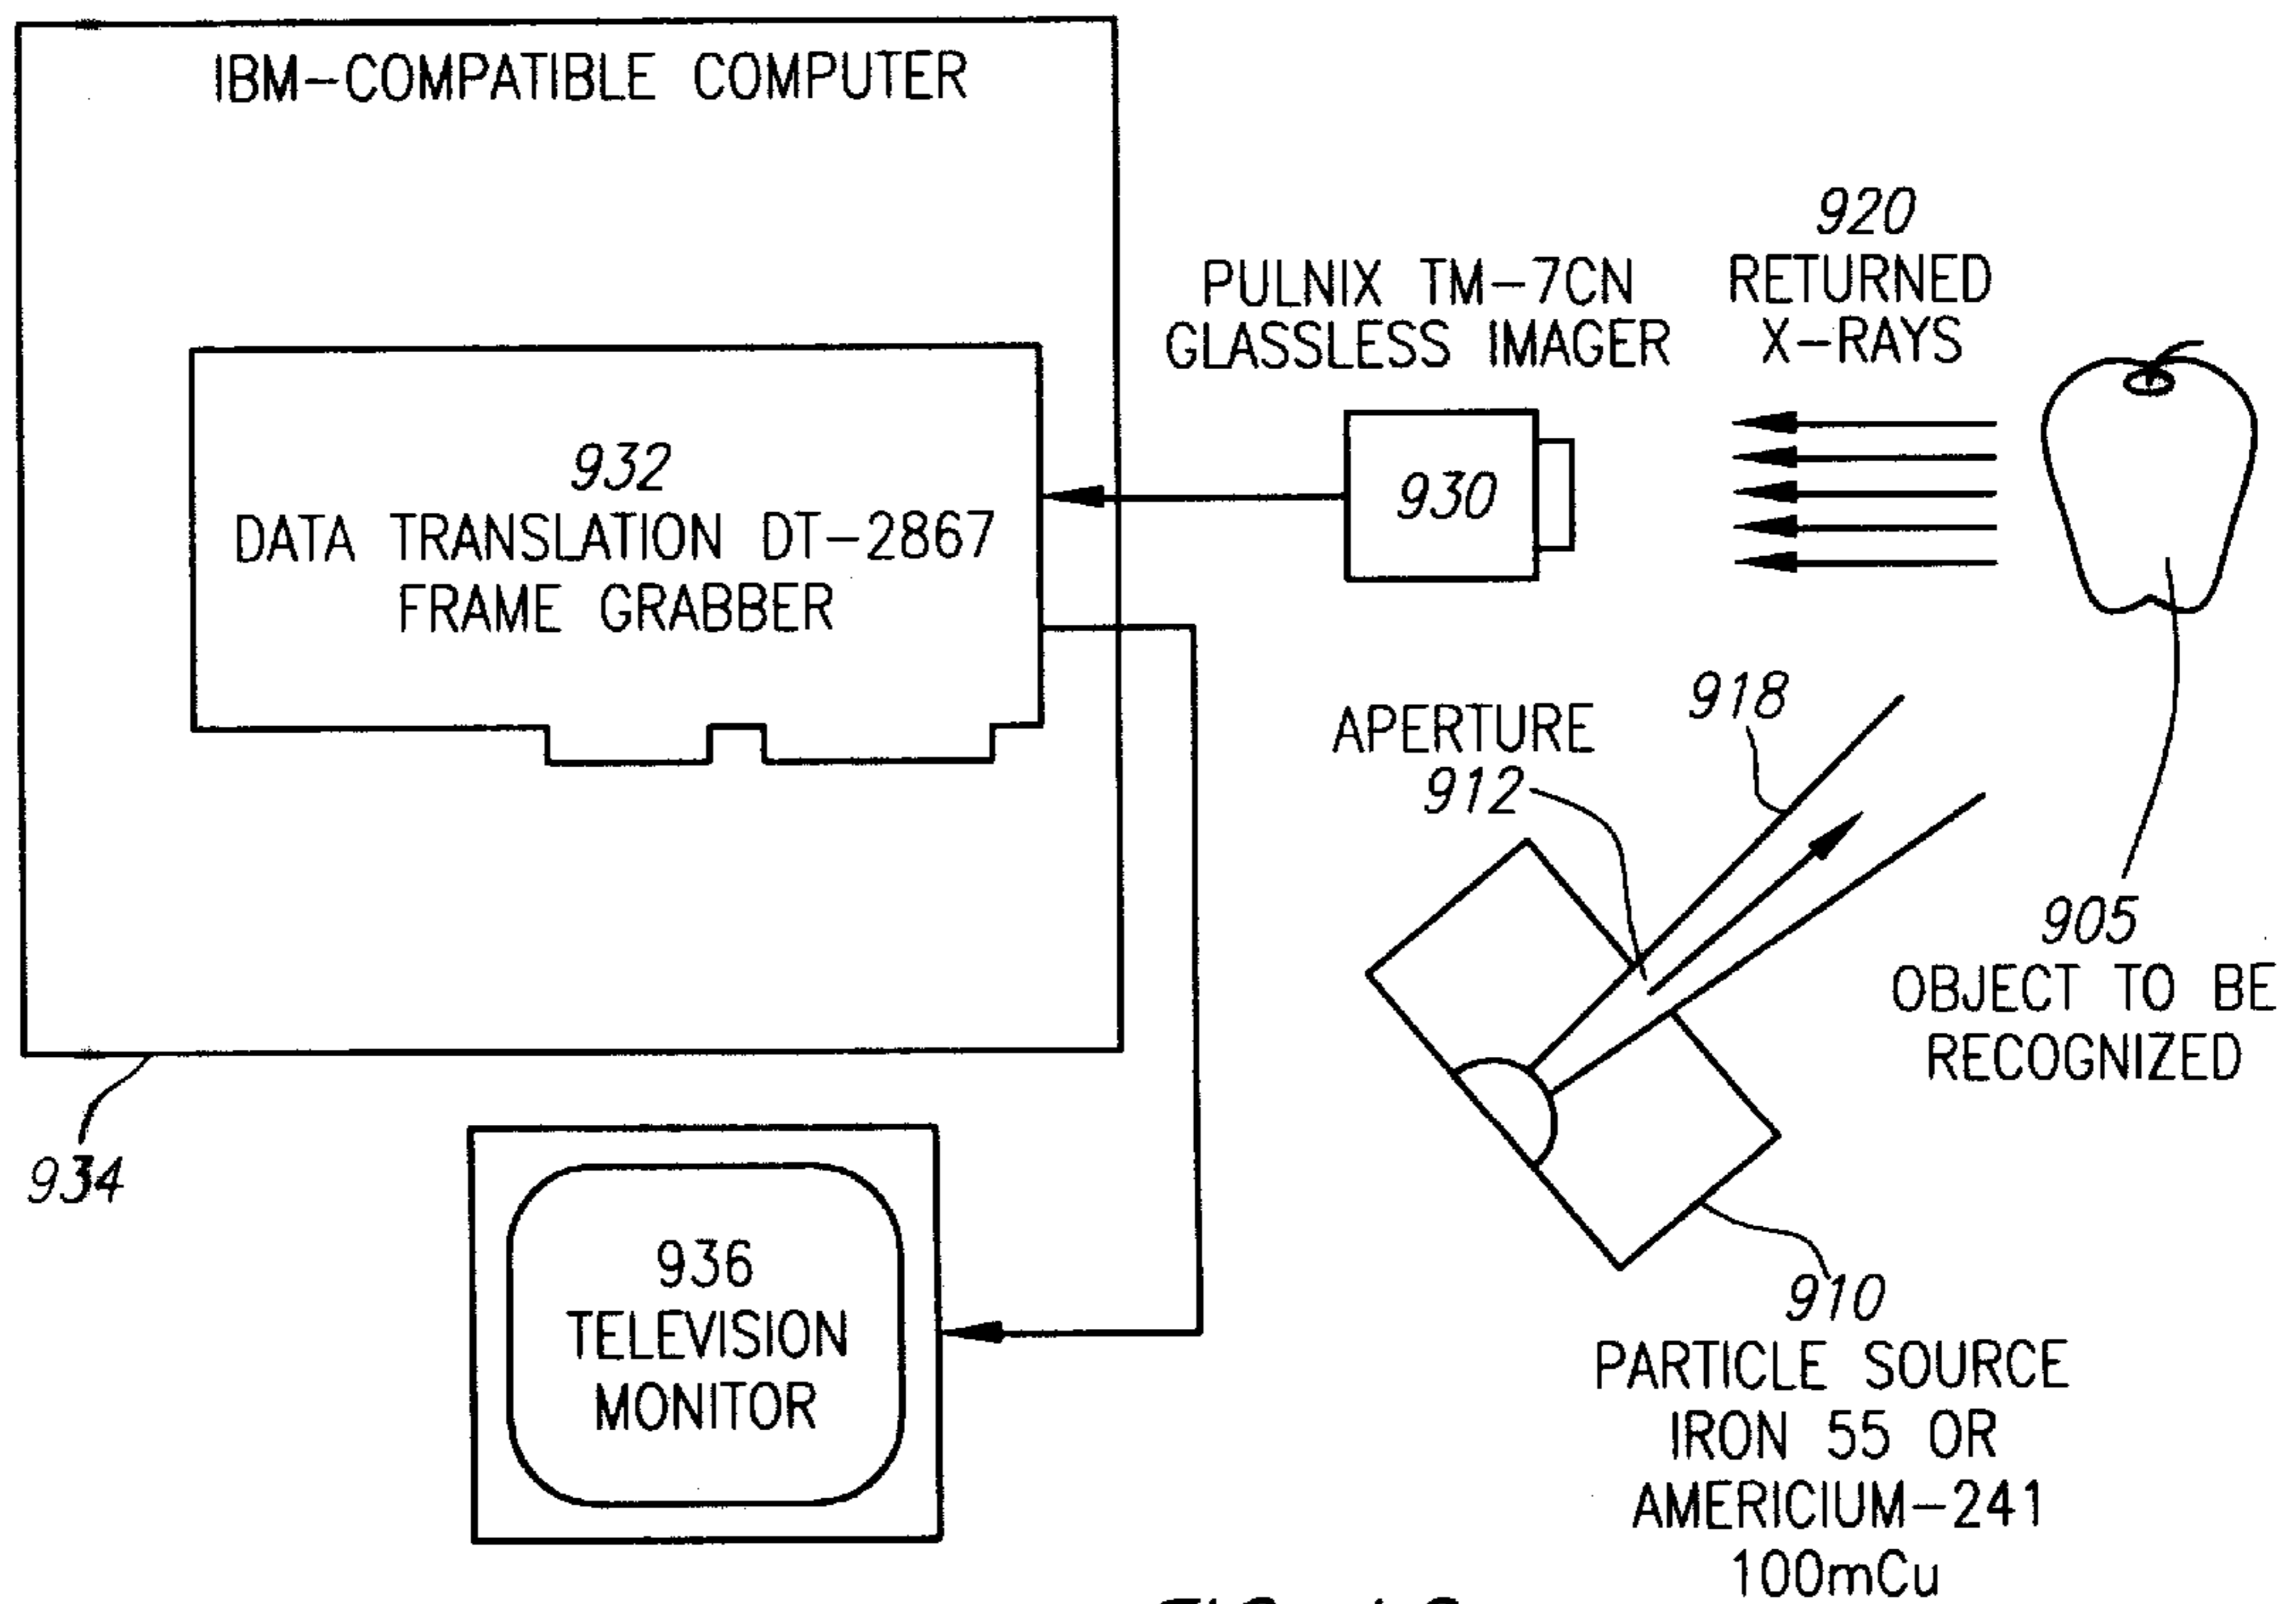 IBM-COMPATIBLE COMPUTER
932
DATA TRANSLATION DT-2867
FRAME GRABBER
934
936
TELEVISION
MONITOR
PULNIX TM-7CN
GLASSLESS IMAGER
930
920
RETURNED
X-RAYS
APERTURE
912
918
905
OBJECT TO BE
RECOGNIZED
910
PARTICLE SOURCE
IRON 55 OR
AMERICIUM-241
100mCu